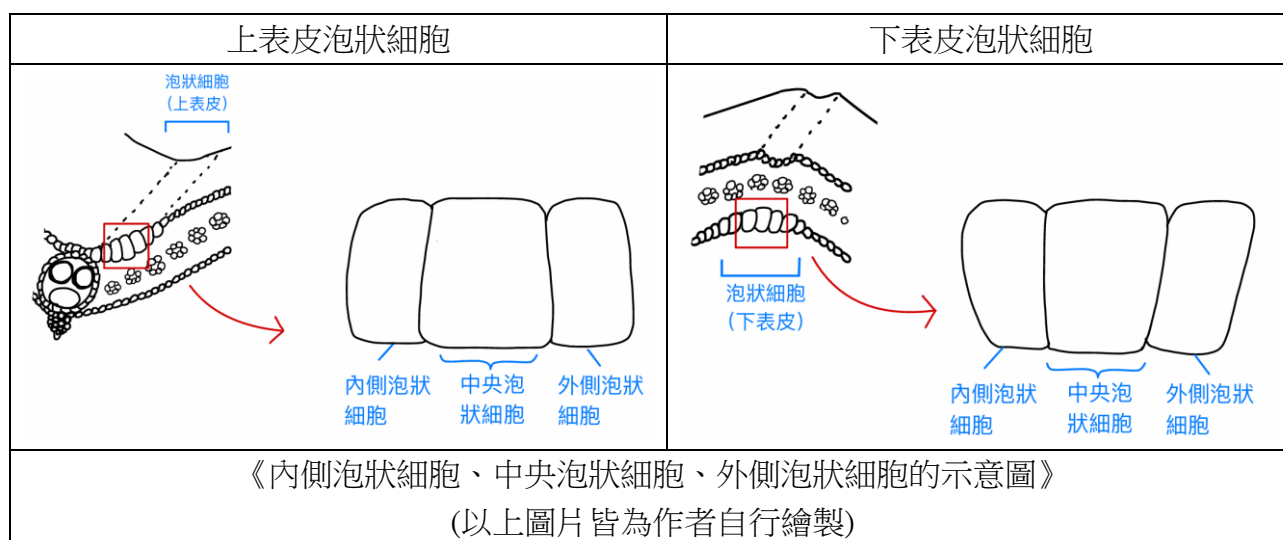 上表皮泡狀細胞
下表皮泡狀細胞
泡狀細胞
(上表皮)
內側泡狀
細胞
中央泡
狀細胞
外側泡狀
細胞
泡狀細胞
(下表皮)
內側泡狀
細胞
中央泡
狀細胞
外側泡狀
細胞
《內側泡狀細胞、中央泡狀細胞、外側泡狀細胞的示意圖》
(以上圖片皆為作者自行繪製)